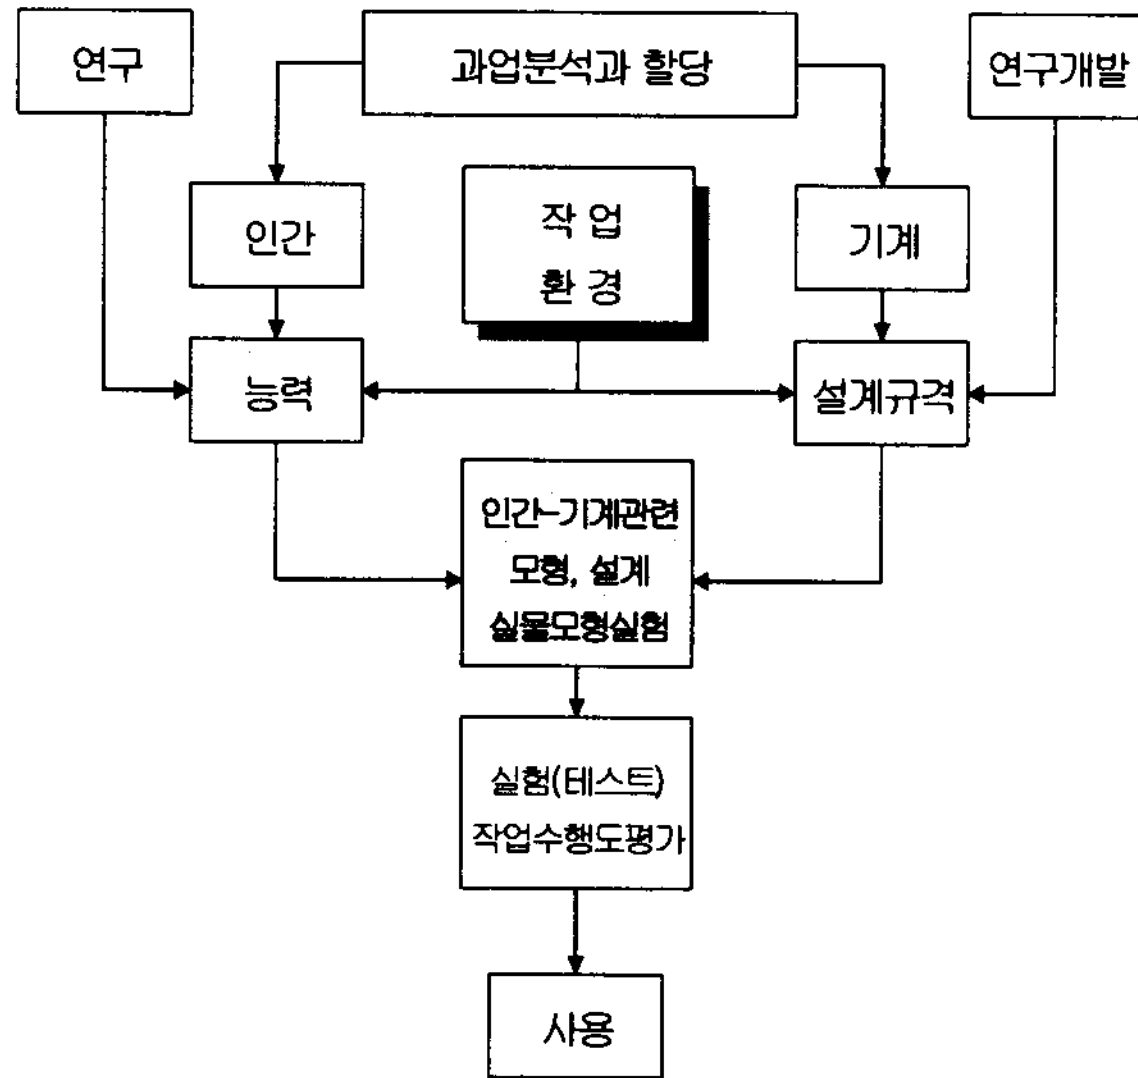 연구
과업분석과 할당
연구개발
인간
작 업
환 경
기계
능력
설계규격
인간-기계관련
모형, 설계
실물모형실험
실험(테스트)
작업수행도평가
사용